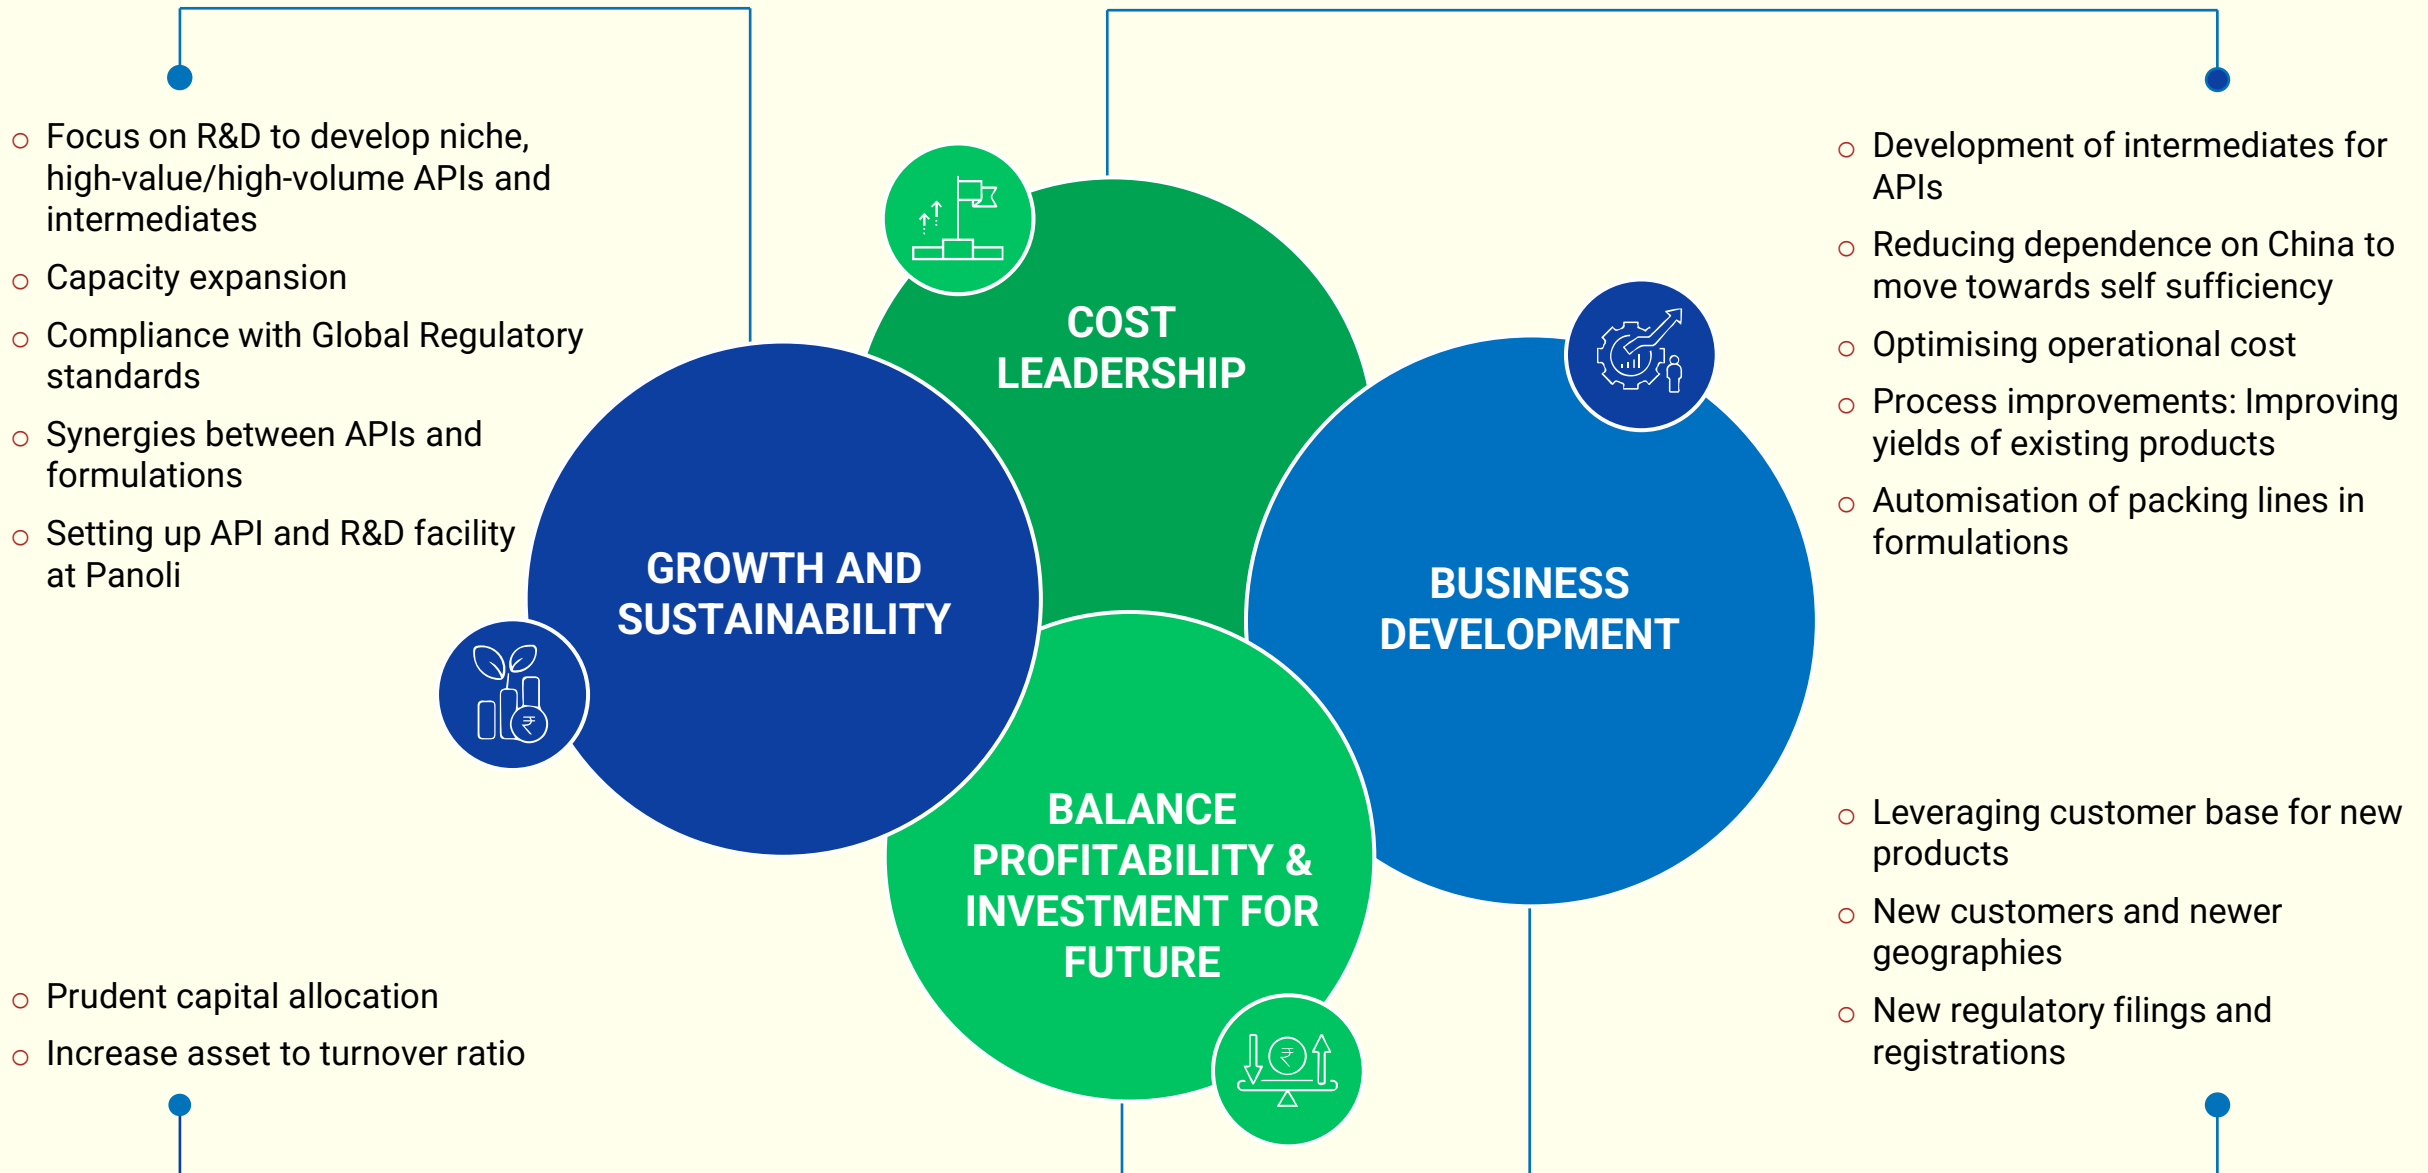 Focus on R&D to develop niche,
high-value/high-volume APIs and
intermediates
Capacity expansion
Compliance with Global Regulatory
standards
Synergies between APIs and
formulations
Setting up API and R&D facility
at Panoli
COST
LEADERSHIP
Development of intermediates for
APIs
Reducing dependence on China to
move towards self sufficiency
Optimising operational cost
Process improvements: Improving
yields of existing products
Automisation of packing lines in
formulations
GROWTH AND
SUSTAINABILITY
BUSINESS
DEVELOPMENT
₹
BALANCE
PROFITABILITY &
INVESTMENT FOR
FUTURE
₹
Prudent capital allocation
Increase asset to turnover ratio
Leveraging customer base for new
products
New customers and newer
geographies
New regulatory filings and
registrations